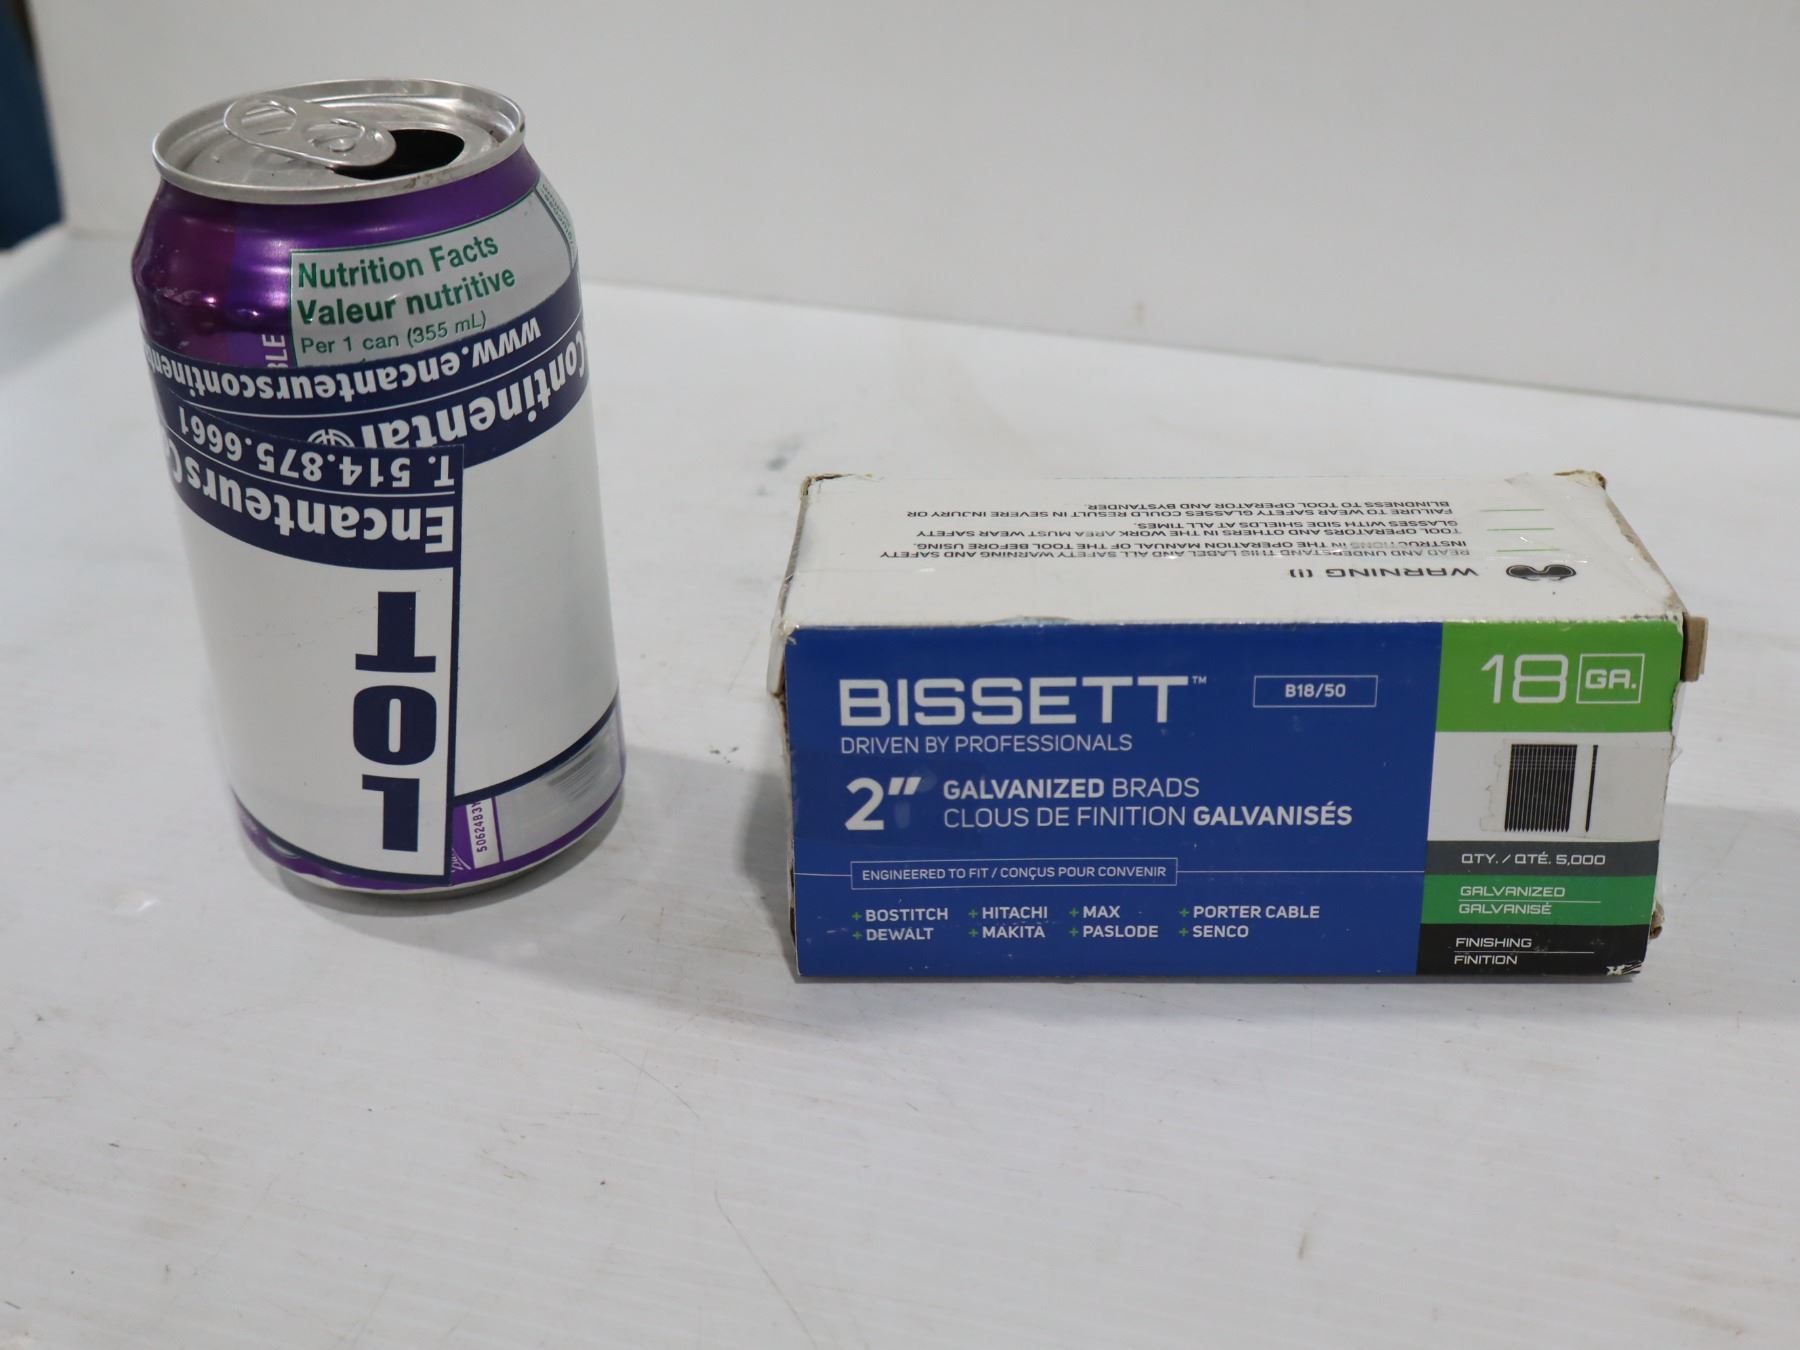 Nutrition Facts
Valeur nutritive
Per 1 can (355 mL)
BLE
www.encanteurscontinen
Continental
T. 514.875.6661
Encanteurs
LOT
50624B31
WARNING (!)
READ AND UNDERSTAND THIS LABEL AND ALL SAFETY WARNING AND SAFETY
INSTRUCTIONS IN THE OPERATION MANUAL OF THE TOOL BEFORE USING.
TOOL OPERATORS AND OTHERS IN THE WORK AREA MUST WEAR SAFETY
GLASSES WITH SIDE SHIELDS AT ALL TIMES.
FAILURE TO WEAR SAFETY GLASSES COULD RESULT IN SEVERE INJURY OR
BLINDNESS TO TOOL OPERATOR AND BYSTANDER.
BISSETT™
B18/50
DRIVEN BY PROFESSIONALS
2" GALVANIZED BRADS
CLOUS DE FINITION GALVANISÉS
ENGINEERED TO FIT / CONÇUS POUR CONVENIR
+ BOSTITCH + HITACHI + MAX + PORTER CABLE
+ DEWALT + MAKITA + PASLODE + SENCO
18 GA.
QTY. / QTÉ. 5,000
GALVANIZED
GALVANISÉ
FINISHING
FINITION